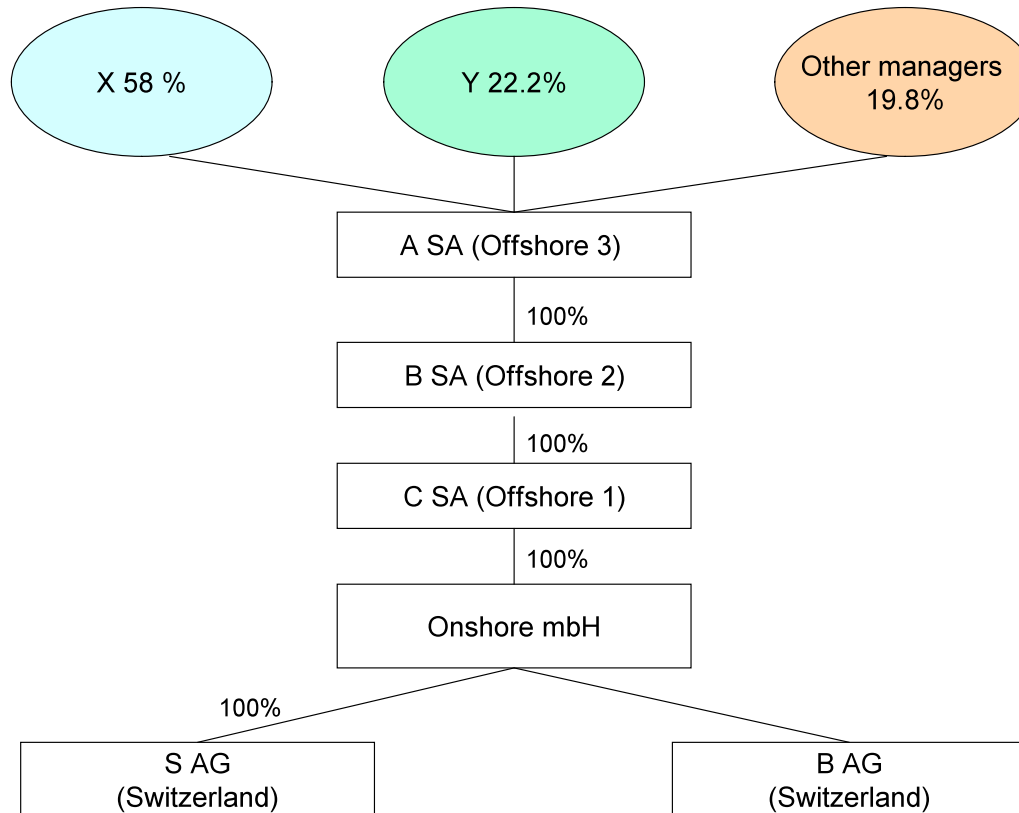 X 58 %
Y 22.2%
Other managers
19.8%
A SA (Offshore 3)
100%
B SA (Offshore 2)
100%
C SA (Offshore 1)
100%
Onshore mbH
100%
S AG
(Switzerland)
B AG
(Switzerland)